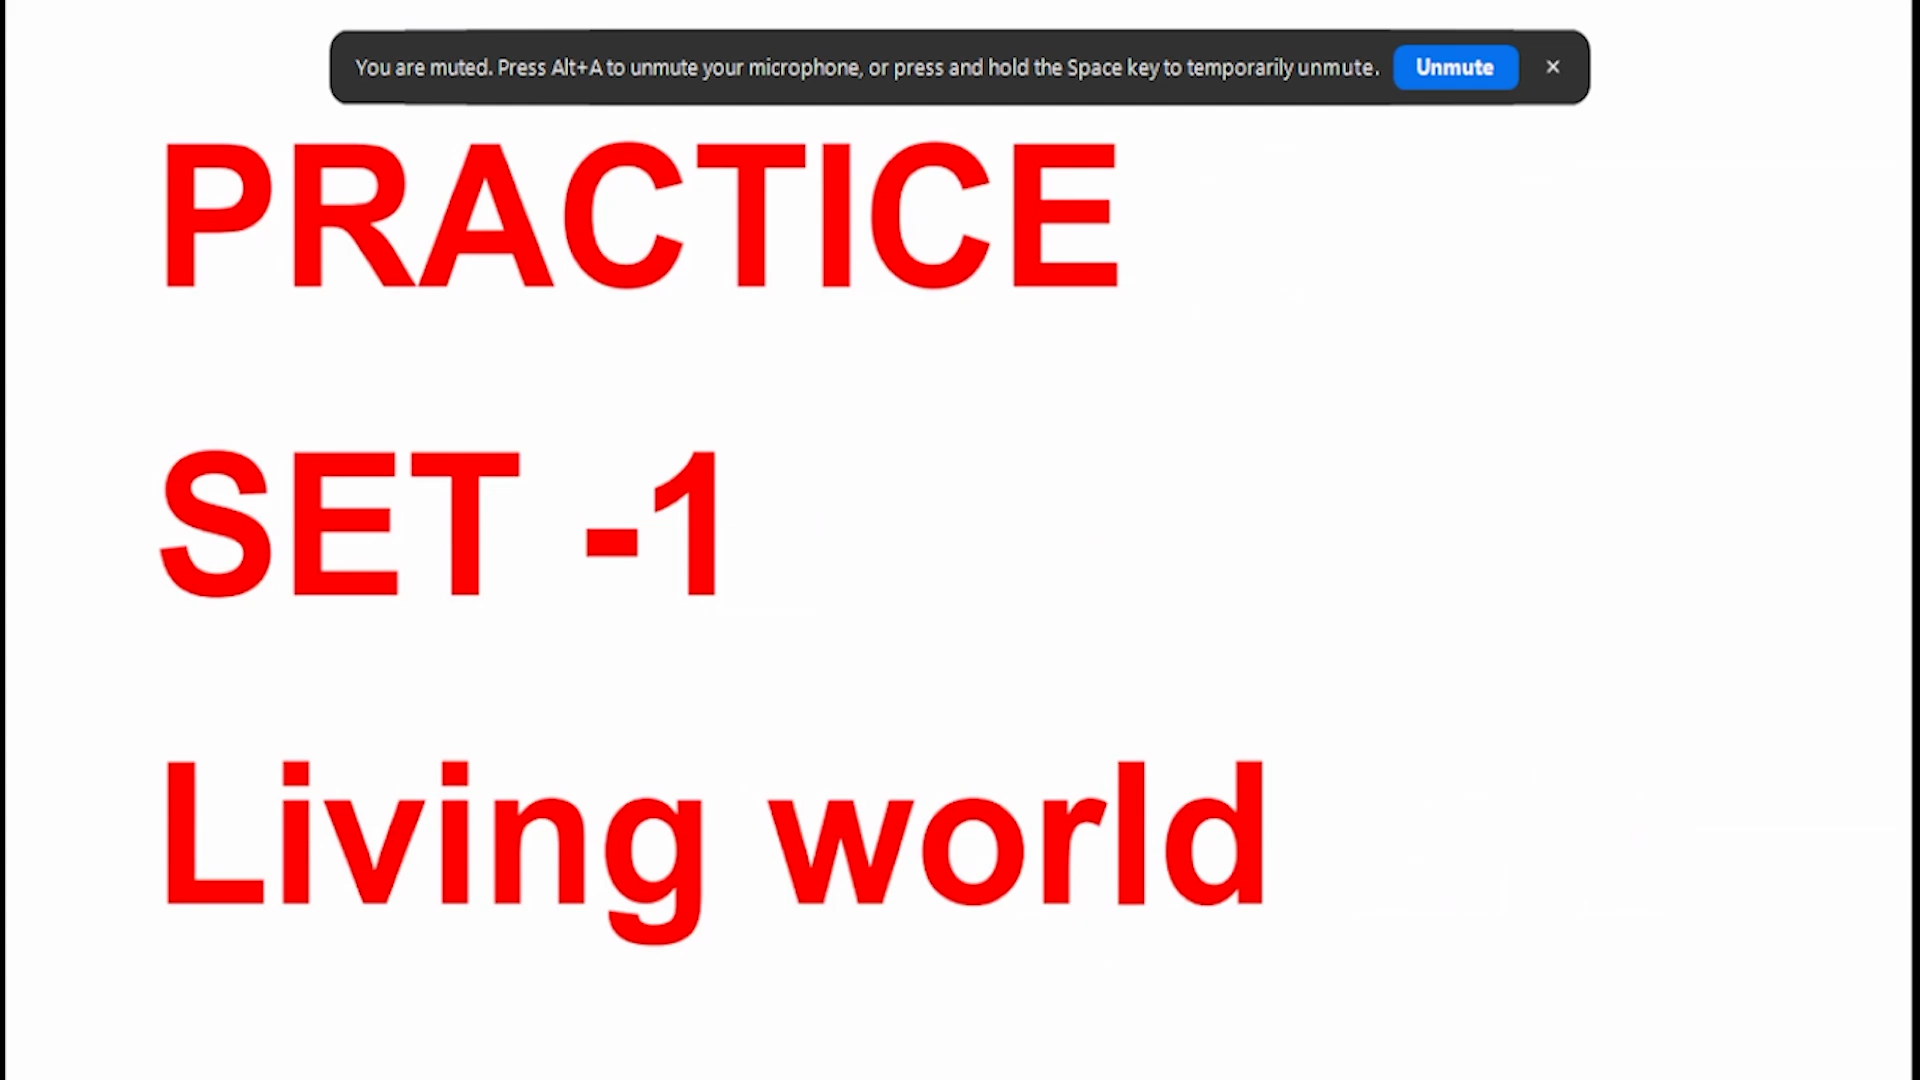 You are muted. Press Alt+A to unmute your microphone, or press and hold the Space key to temporarily unmute. Unmute ×
PRACTICE
SET -1
Living world